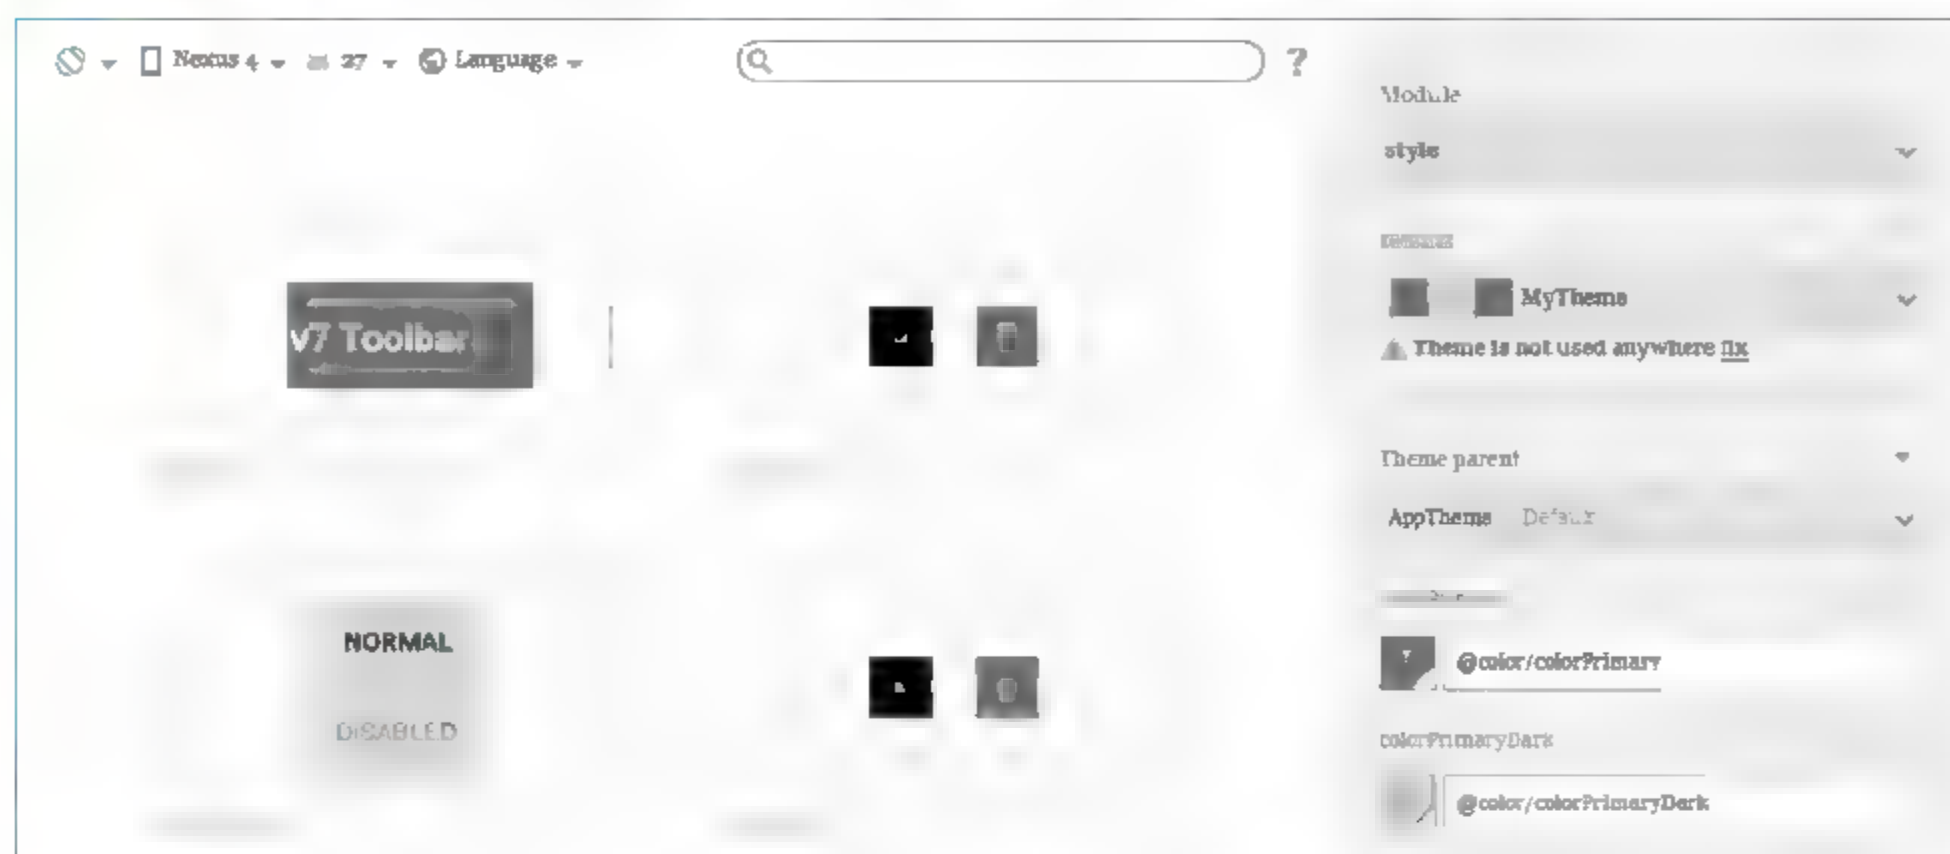 Nexus 4 27 Language ?
Module
style
MyTheme
Theme is not used anywhere fix
v7 Toolbar
Theme parent
AppTheme Default
NORMAL
@color/colorPrimary
DISABLED
colorPrimaryDark
@color/colorPrimaryDark